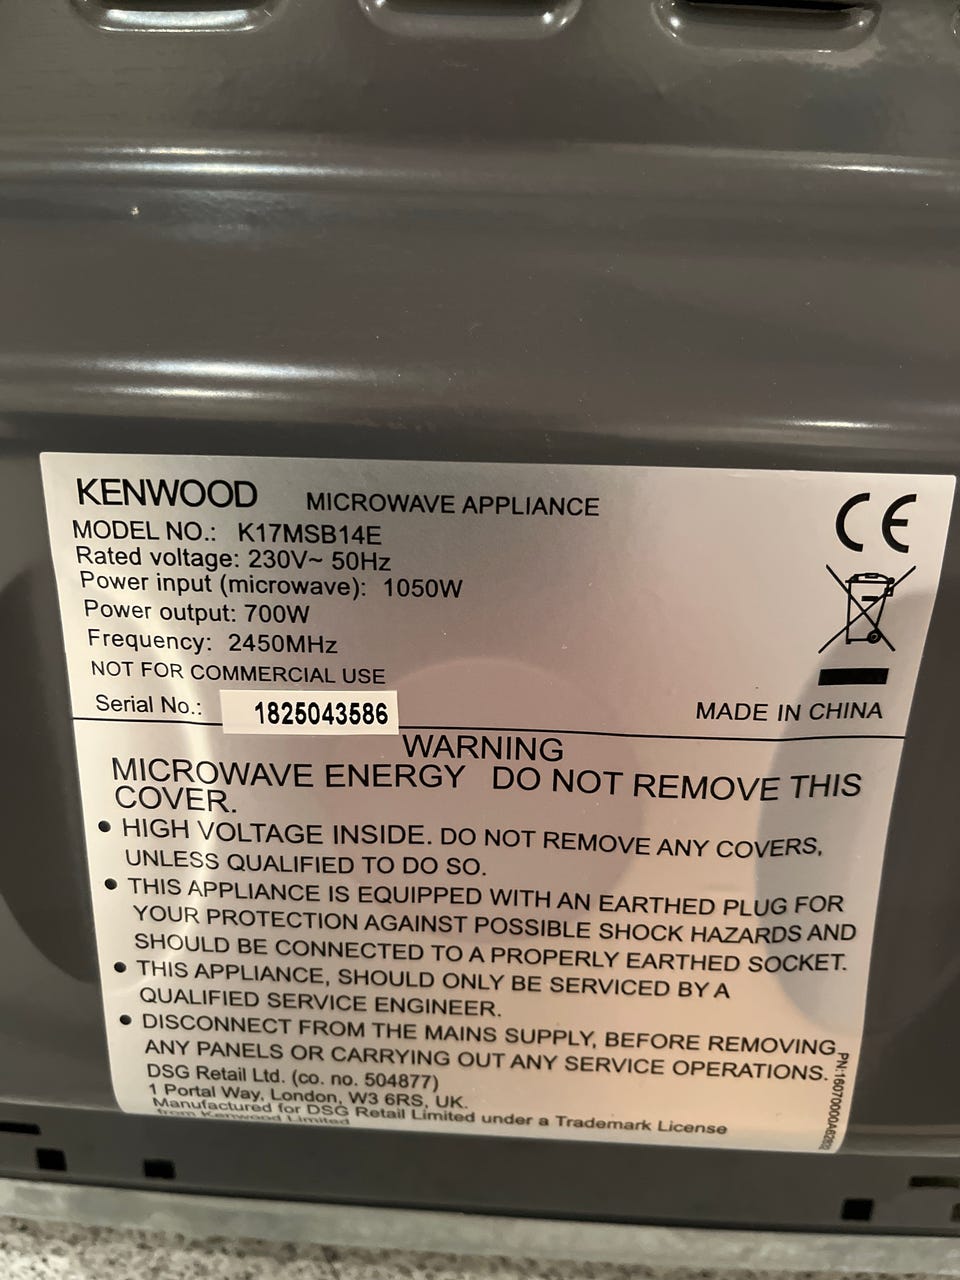 KENWOOD MICROWAVE APPLIANCE
MODEL NO.: K17MSB14E
Rated voltage: 230V~ 50Hz
Power input (microwave): 1050W
Power output: 700W
Frequency: 2450MHz
NOT FOR COMMERCIAL USE
Serial No.: 1825043586
CE
MADE IN CHINA
WARNING
MICROWAVE ENERGY DO NOT REMOVE THIS
COVER.
• HIGH VOLTAGE INSIDE. DO NOT REMOVE ANY COVERS,
UNLESS QUALIFIED TO DO SO.
• THIS APPLIANCE IS EQUIPPED WITH AN EARTHED PLUG FOR
YOUR PROTECTION AGAINST POSSIBLE SHOCK HAZARDS AND
SHOULD BE CONNECTED TO A PROPERLY EARTHED SOCKET.
• THIS APPLIANCE, SHOULD ONLY BE SERVICED BY A
QUALIFIED SERVICE ENGINEER.
• DISCONNECT FROM THE MAINS SUPPLY, BEFORE REMOVING
ANY PANELS OR CARRYING OUT ANY SERVICE OPERATIONS.
DSG Retail Ltd. (co. no. 504877)
1 Portal Way, London, W3 6RS, UK.
Manufactured for DSG Retail Limited under a Trademark License
from Kenwood Limited